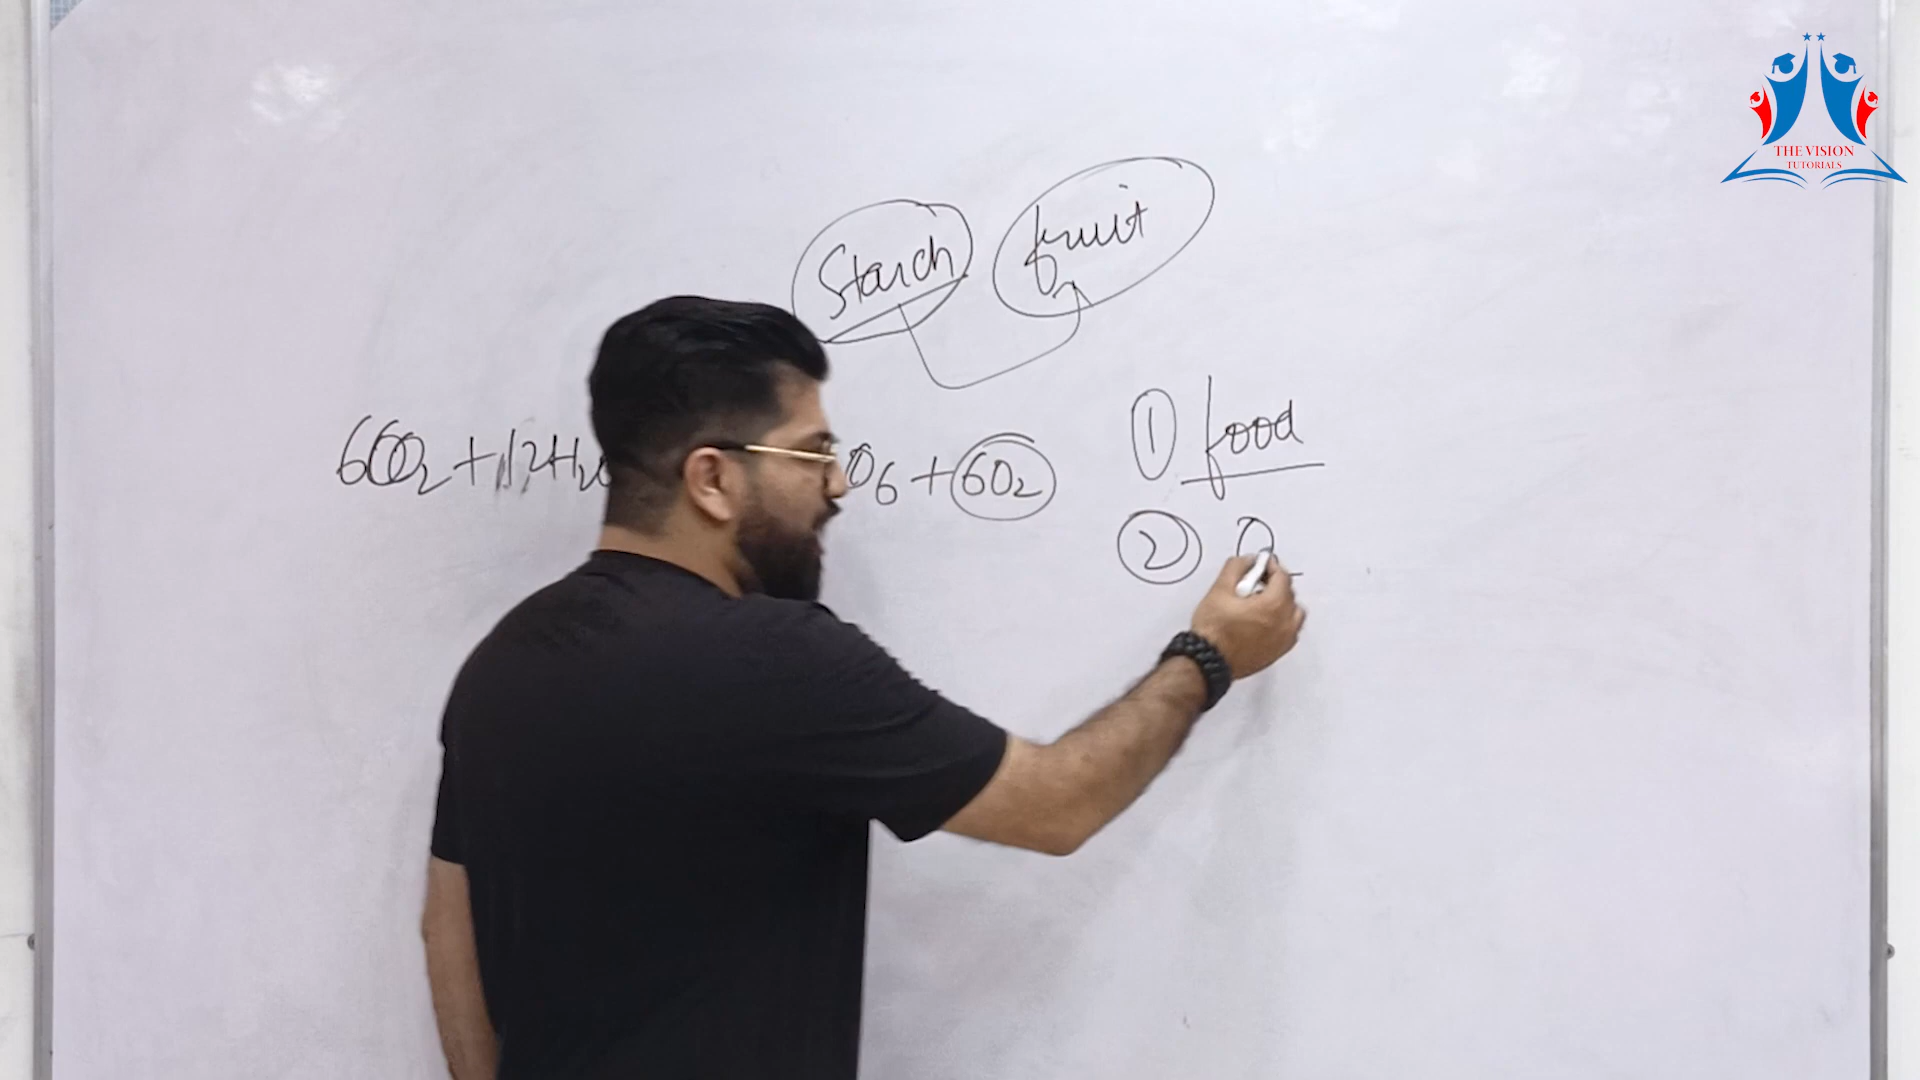 THE VISION
TUTORIALS
Starch fruit
6CO₂ + 12H₂O O₆ + 6O₂
① food
② O